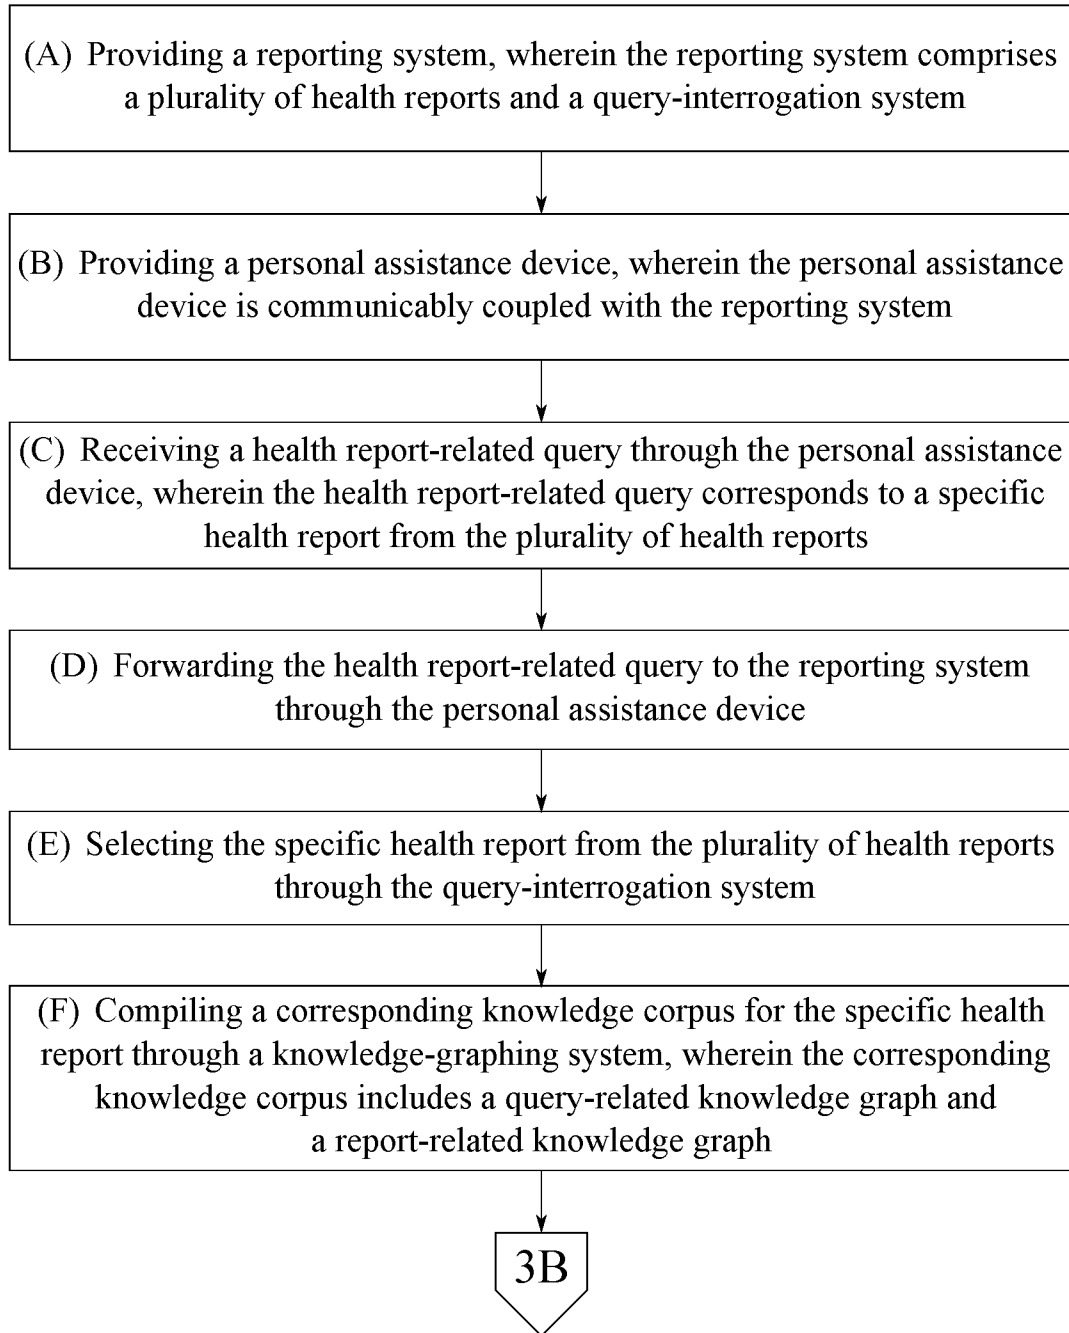 (A) Providing a reporting system, wherein the reporting system comprises
a plurality of health reports and a query-interrogation system
(B) Providing a personal assistance device, wherein the personal assistance
device is communicably coupled with the reporting system
(C) Receiving a health report-related query through the personal assistance
device, wherein the health report-related query corresponds to a specific
health report from the plurality of health reports
(D) Forwarding the health report-related query to the reporting system
through the personal assistance device
(E) Selecting the specific health report from the plurality of health reports
through the query-interrogation system
(F) Compiling a corresponding knowledge corpus for the specific health
report through a knowledge-graphing system, wherein the corresponding
knowledge corpus includes a query-related knowledge graph and
a report-related knowledge graph
3B